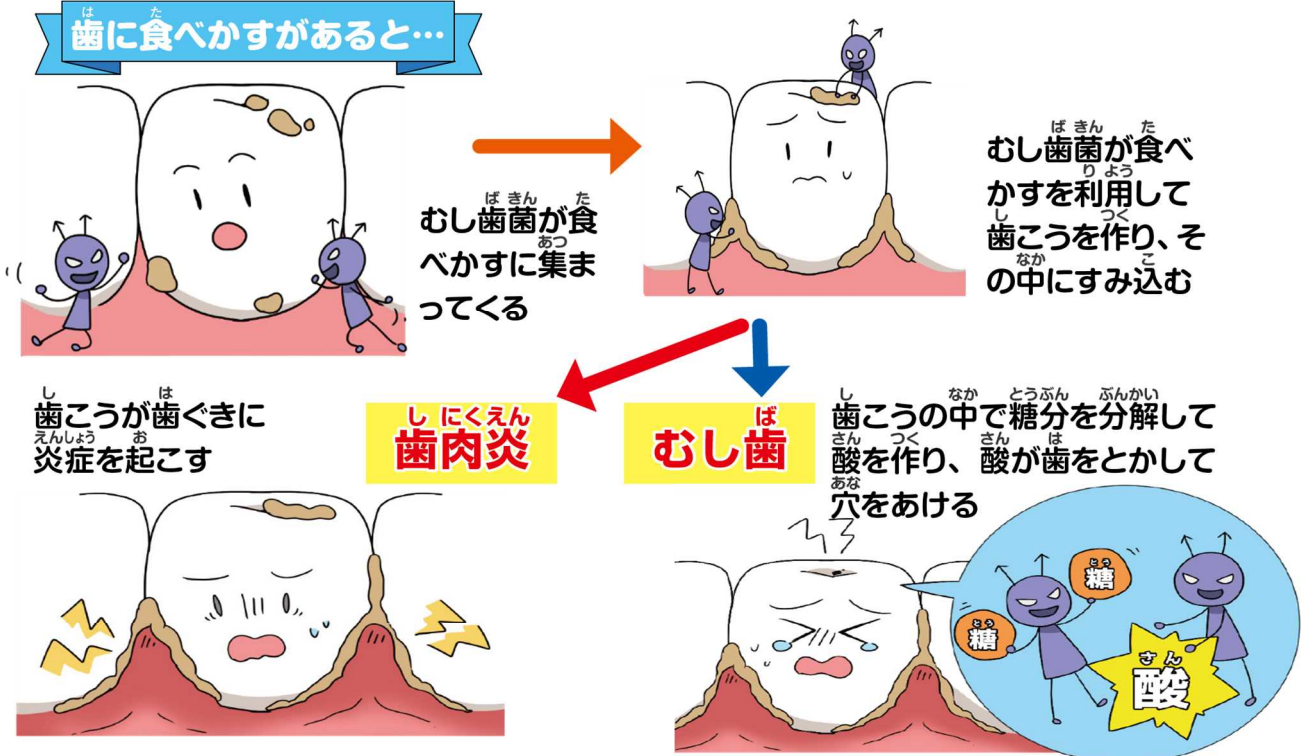 歯に食べかすがあると…
むし歯菌が食
べかすに集ま
ってくる
むし歯菌が食べ
かすを利用して
歯こうを作り、そ
の中にすみ込む
歯こうが歯ぐきに
炎症を起こす
歯肉炎
むし歯
歯こうの中で糖分を分解して
酸を作り、酸が歯をとかして
穴をあける
糖
糖
酸